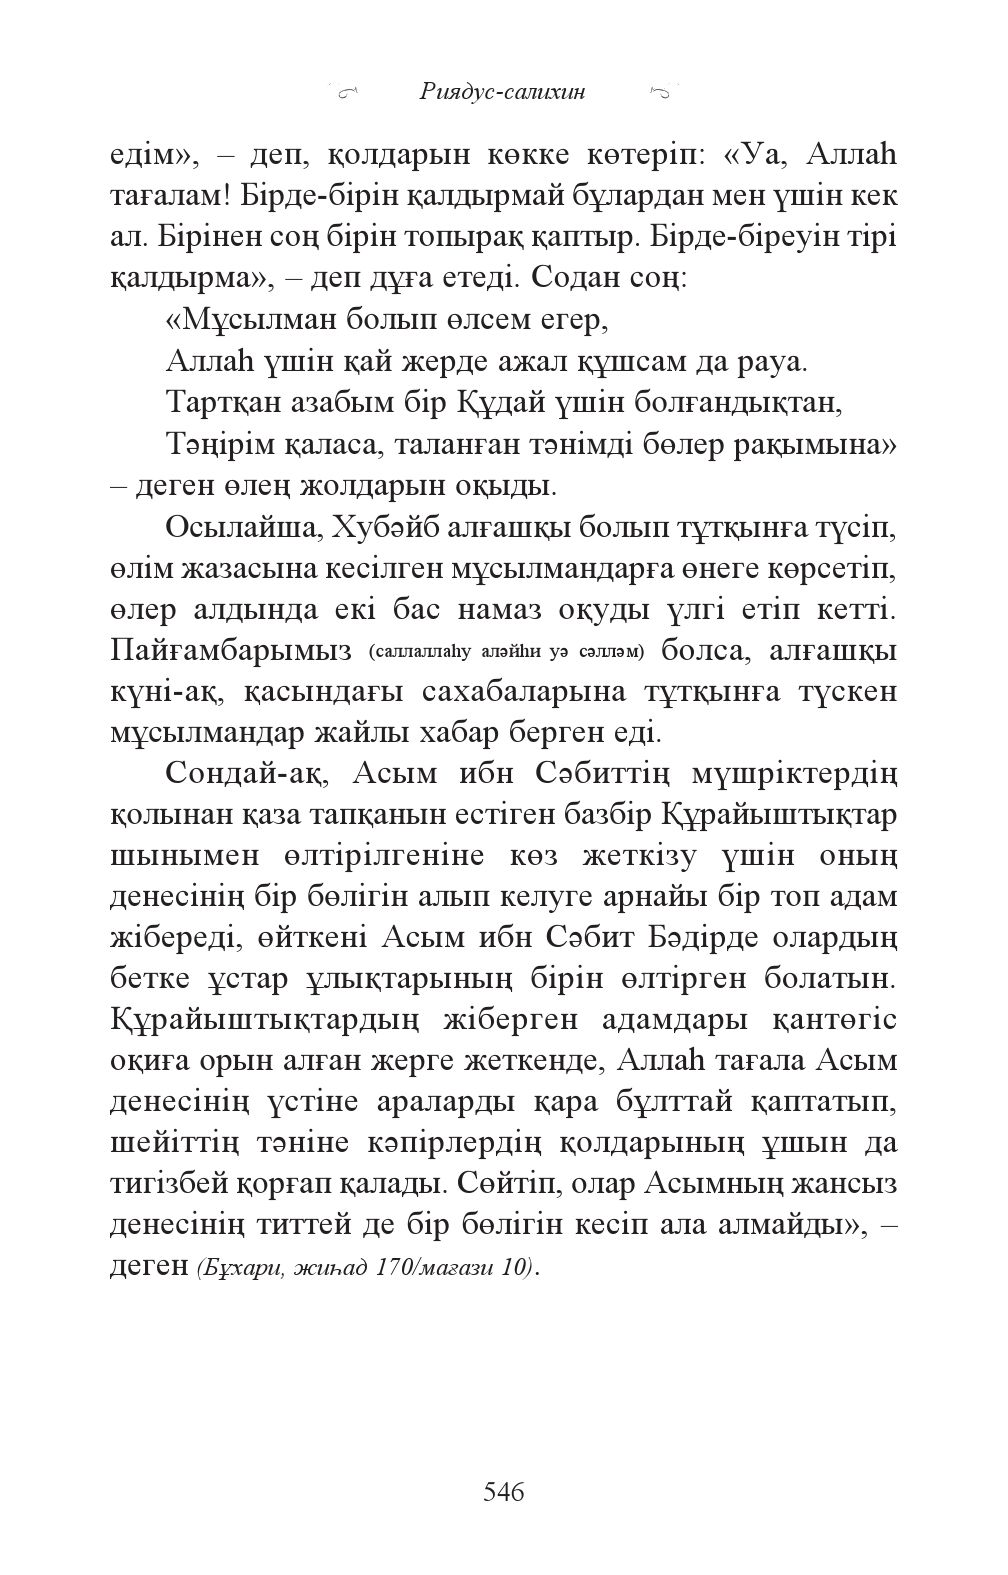 Риядус-салихин
едім», – деп, қолдарын көкке көтеріп: «Уа, Аллаһ
тағалам! Бірде-бірін қалдырмай бұлардан мен үшін кек
ал. Бірінен соң бірін топырақ қаптыр. Бірде-біреуін тірі
қалдырма», – деп дұға етеді. Содан соң:
«Мұсылман болып өлсем егер,
Аллаһ үшін қай жерде ажал құшсам да рауа.
Тартқан азабым бір Құдай үшін болғандықтан,
Тәңірім қаласа, таланған тәнімді бөлер рақымына»
– деген өлең жолдарын оқыды.
Осылайша, Хубәйб алғашқы болып тұтқынға түсіп,
өлім жазасына кесілген мұсылмандарға өнеге көрсетіп,
өлер алдында екі бас намаз оқуды үлгі етіп кетті.
Пайғамбарымыз (саллаллаһу аләйһи уә сәлләм) болса, алғашқы
күні-ақ, қасындағы сахабаларына тұтқынға түскен
мұсылмандар жайлы хабар берген еді.
Сондай-ақ, Асым ибн Сәбиттің мүшріктердің
қолынан қаза тапқанын естіген базбір Құрайыштықтар
шынымен өлтірілгеніне көз жеткізу үшін оның
денесінің бір бөлігін алып келуге арнайы бір топ адам
жібереді, өйткені Асым ибн Сәбит Бәдірде олардың
бетке ұстар ұлықтарының бірін өлтірген болатын.
Құрайыштықтардың жіберген адамдары қантөгіс
оқиға орын алған жерге жеткенде, Аллаһ тағала Асым
денесінің үстіне араларды қара бұлттай қаптатып,
шейіттің тәніне кәпірлердің қолдарының ұшын да
тигізбей қорғап қалады. Сөйтіп, олар Асымның жансыз
денесінің титтей де бір бөлігін кесіп ала алмайды», –
деген (Бұхари, жиһад 170/мағази 10).
546